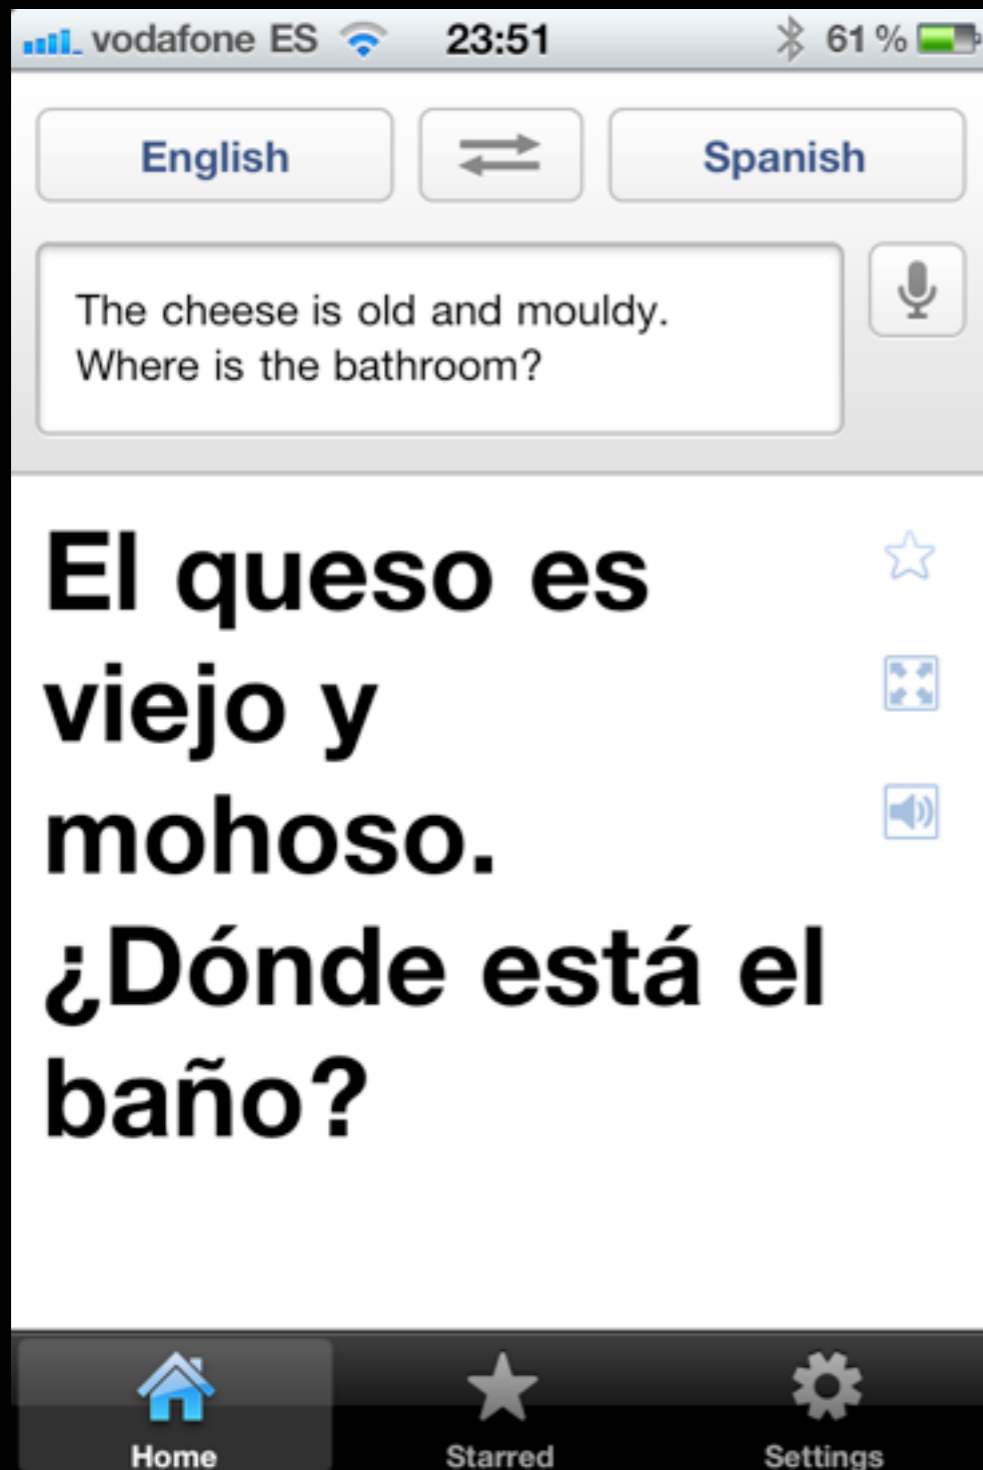 vodafone ES 23:51 61 %
English Spanish
The cheese is old and mouldy.
Where is the bathroom?
El queso es
viejo y
mohoso.
¿Dónde está el
baño?
Home Starred Settings